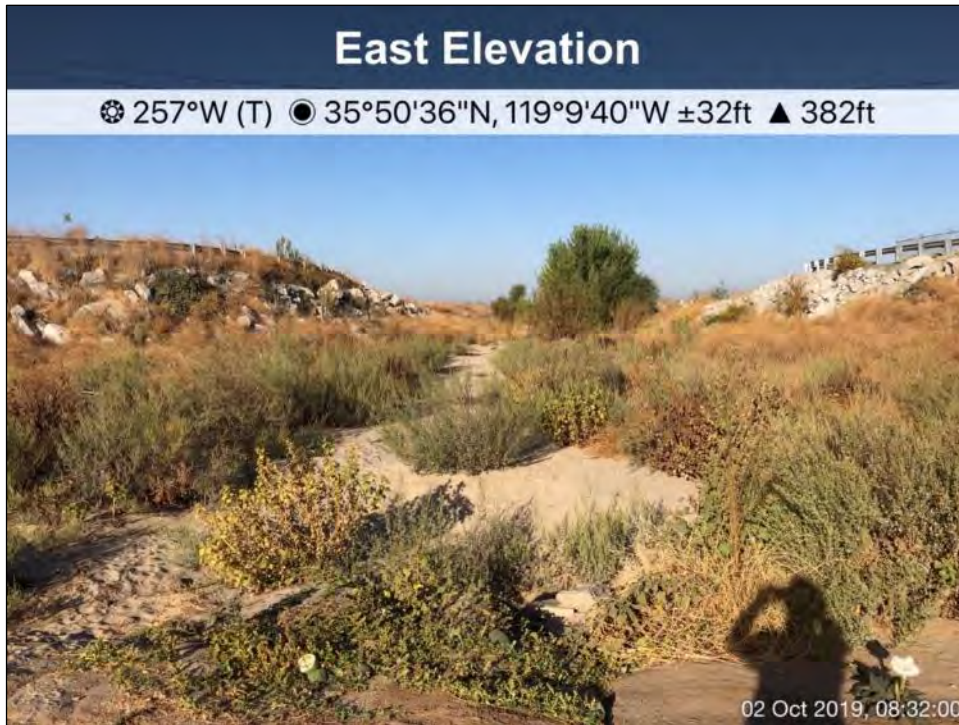 East Elevation
257°W (T) 35°50'36"N, 119°9'40"W ±32ft ▲ 382ft
02 Oct 2019, 08:32:00